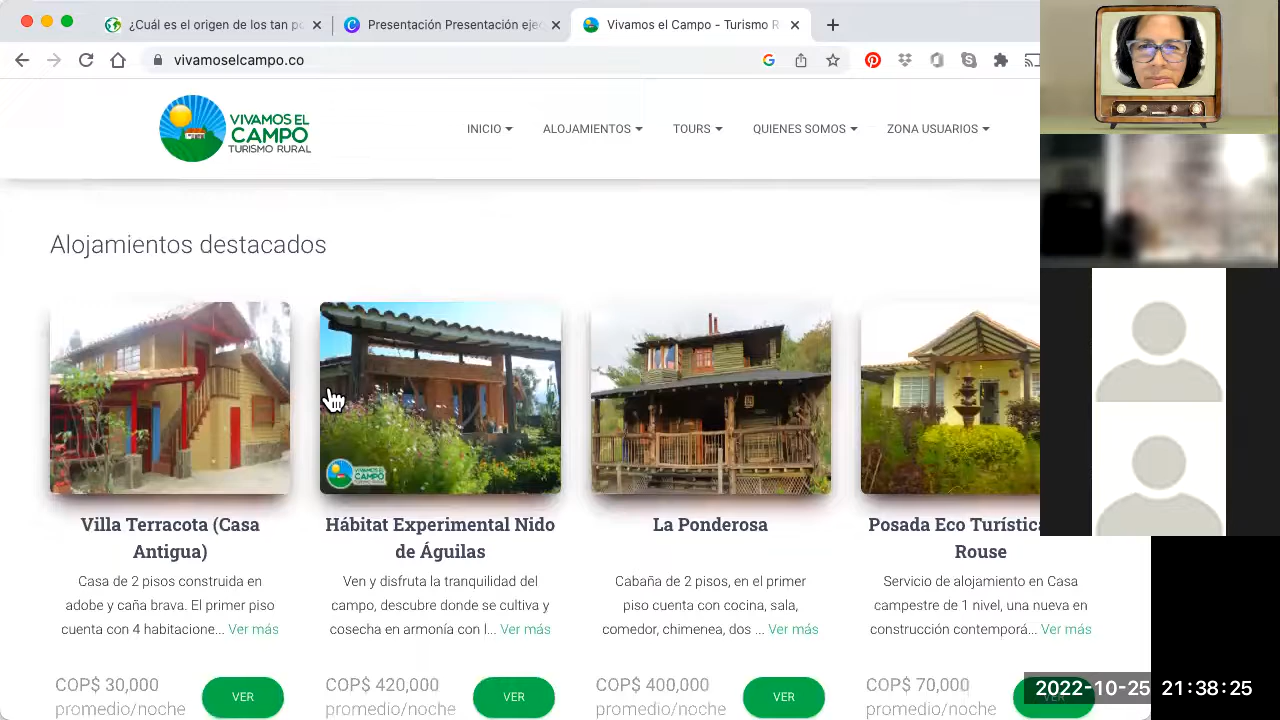 ¿Cuál es el origen de los tan po
Presentación Presentación ejec
Vivamos el Campo - Turismo R
vivamoselcampo.co
VIVAMOS EL
CAMPO
TURISMO RURAL
INICIO
ALOJAMIENTOS
TOURS
QUIENES SOMOS
ZONA USUARIOS
Alojamientos destacados
VIVAMOS EL
CAMPO
Villa Terracota (Casa
Antigua)
Casa de 2 pisos construida en
adobe y caña brava. El primer piso
cuenta con 4 habitacione... Ver más
COP$ 30,000
promedio/noche
VER
Hábitat Experimental Nido
de Águilas
Ven y disfruta la tranquilidad del
campo, descubre donde se cultiva y
cosecha en armonía con l... Ver más
COP$ 420,000
promedio/noche
VER
La Ponderosa
Cabaña de 2 pisos, en el primer
piso cuenta con cocina, sala,
comedor, chimenea, dos ... Ver más
COP$ 400,000
promedio/noche
VER
Posada Eco Turística
Rouse
Servicio de alojamiento en Casa
campestre de 1 nivel, una nueva en
construcción contemporá... Ver más
COP$ 70,000
promedio/noche
VER
2022-10-25 21:38:25